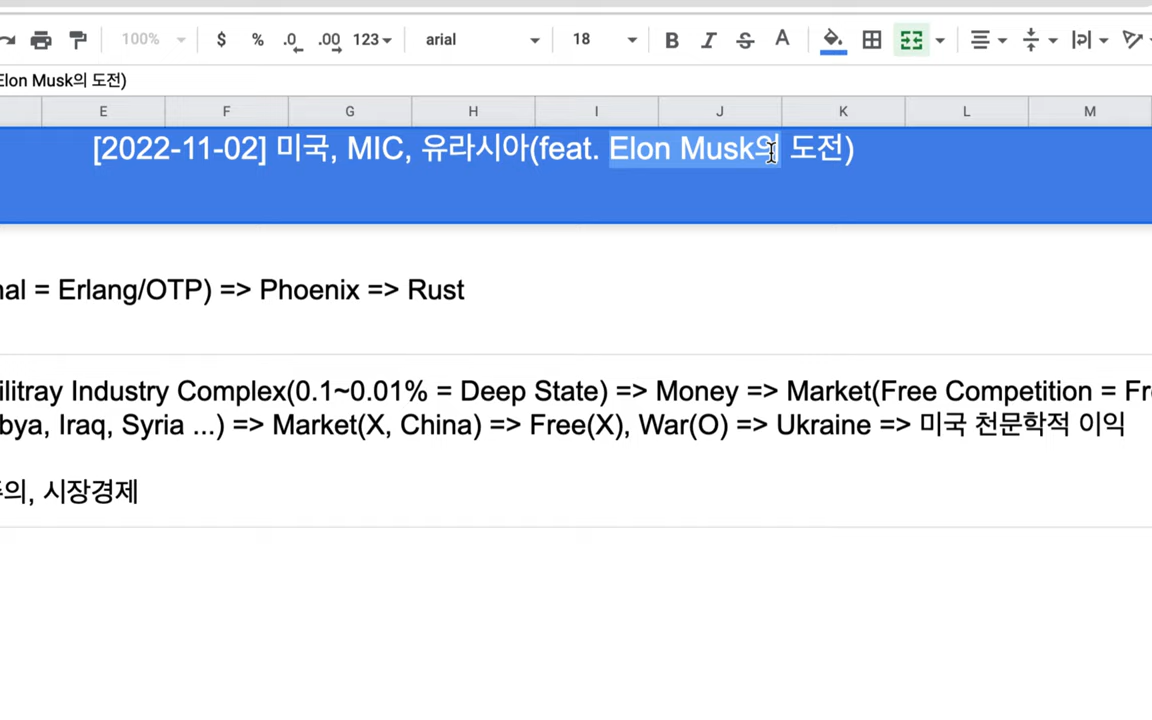 100%
$ % .0 .00 123
arial
18
B I S A
Elon Musk의 도전)
E F G H I J K L M
[2022-11-02] 미국, MIC, 유라시아(feat. Elon Musk의 도전)
nal = Erlang/OTP) => Phoenix => Rust
ilitray Industry Complex(0.1~0.01% = Deep State) => Money => Market(Free Competition = Fr
bya, Iraq, Syria ...) => Market(X, China) => Free(X), War(O) => Ukraine => 미국 천문학적 이익
의, 시장경제